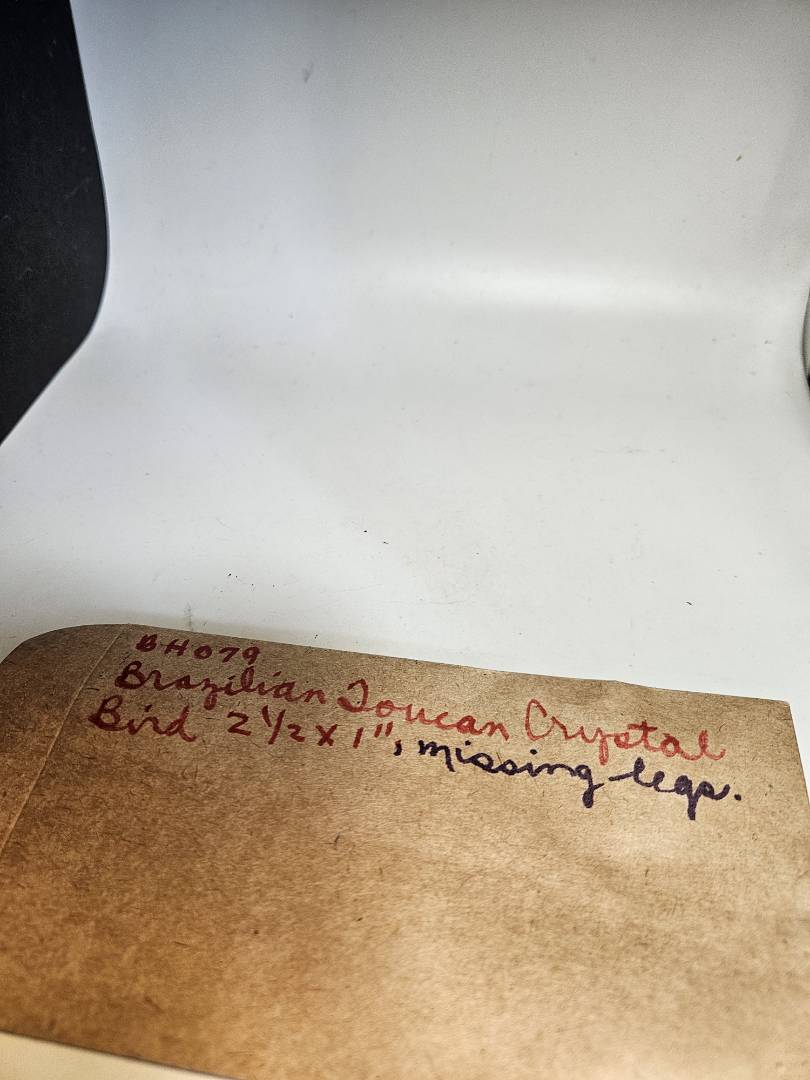 BH079
Brazilian Toucan Crystal
Bird 2 1/2 x 1", missing legs.